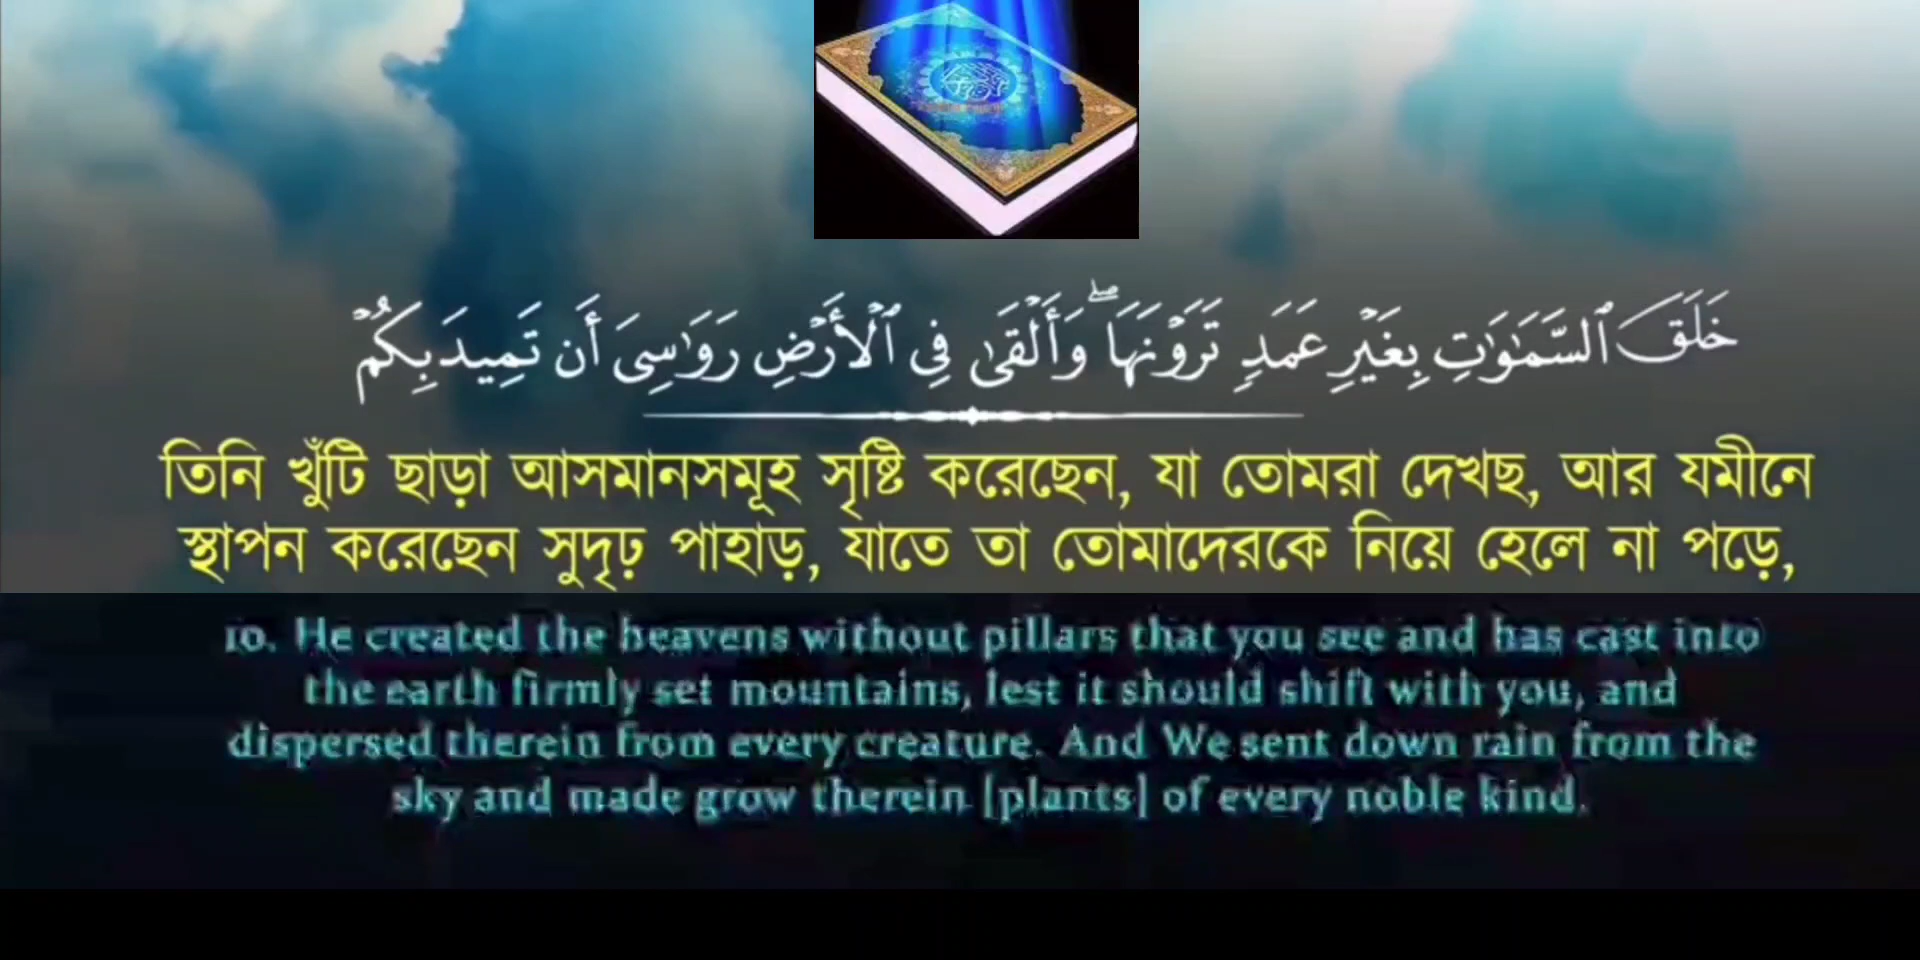 خَلَقَ ٱلسَّمَٰوَٰتِ بِغَيْرِ عَمَدٍ تَرَوْنَهَا ۖ وَأَلْقَىٰ فِى ٱلْأَرْضِ رَوَٰسِىَ أَن تَمِيدَ بِكُمْ
তিনি খুঁটি ছাড়া আসমানসমূহ সৃষ্টি করেছেন, যা তোমরা দেখছ, আর যমীনে
স্থাপন করেছেন সুদৃঢ় পাহাড়, যাতে তা তোমাদেরকে নিয়ে হেলে না পড়ে,
10. He created the heavens without pillars that you see and has cast into
the earth firmly set mountains, lest it should shift with you, and
dispersed therein from every creature. And We sent down rain from the
sky and made grow therein [plants] of every noble kind.